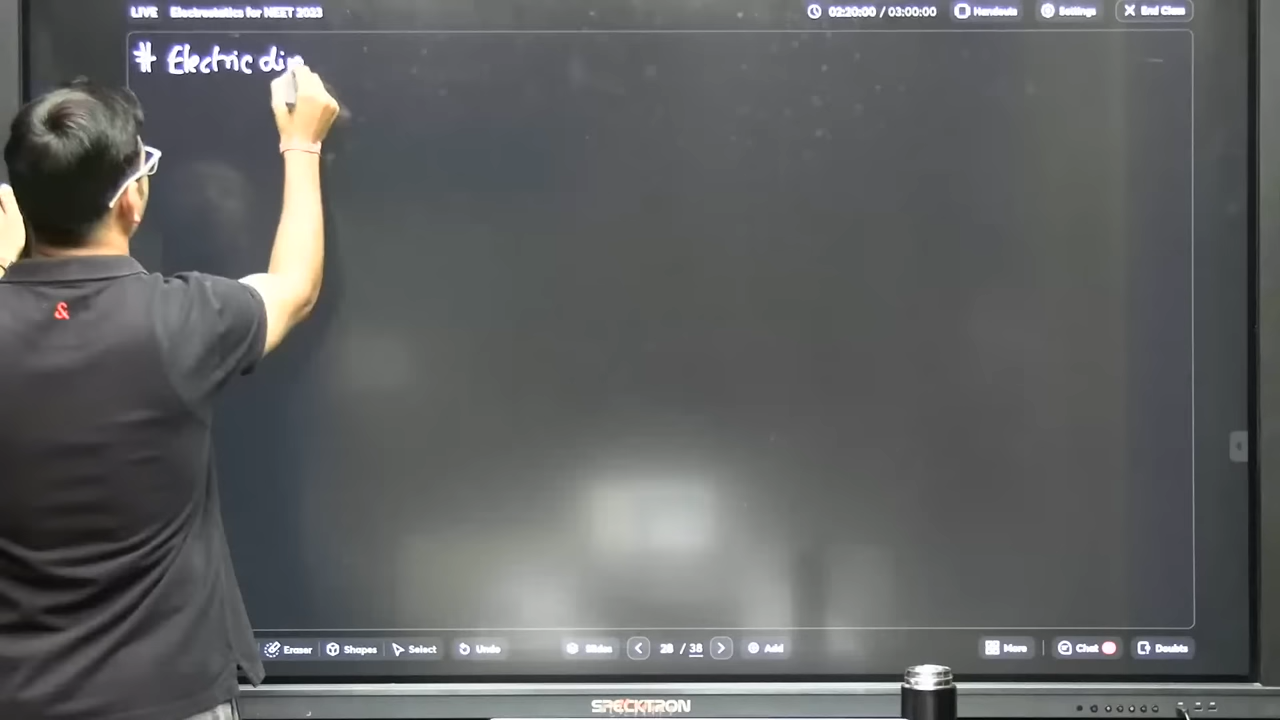 LIVE Electrostatics for NEET 2023
02:20:00 / 03:00:00 Handouts Settings End Class
# Electric dip
&
Eraser Shapes Select Undo Slides 28 / 38 Add More Chat Doubts
SPECKTRON